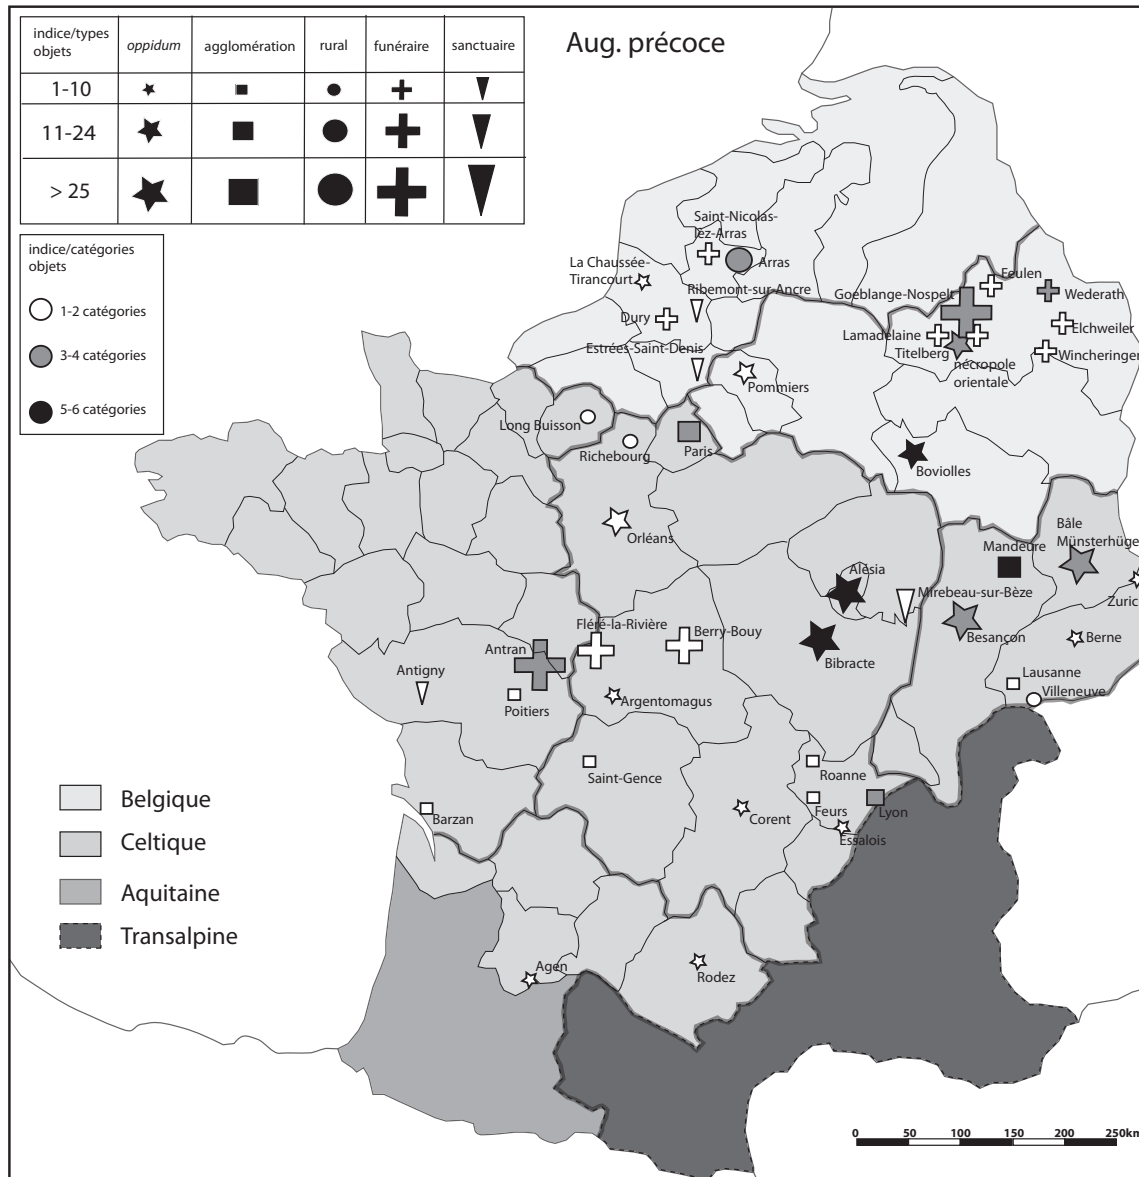 Aug. précoce
indice/types
objets
oppidum
agglomération
rural
funéraire
sanctuaire
1-10
11-24
> 25
indice/catégories
objets
1-2 catégories
3-4 catégories
5-6 catégories
Saint-Nicolas-
lez-Arras
Arras
La Chaussée-
Tirancourt
Ribemont-sur-Ancre
Dury
Estrées-Saint-Denis
Pommiers
Feulen
Goeblange-Nospelt
Wederath
Elchweiler
Lamadelaine
Titelberg
Wincheringen
nécropole
orientale
Long Buisson
Richebourg
Paris
Boviolles
Orléans
Bâle
Münsterhügel
Mandeure
Alésia
Mirebeau-sur-Bèze
Zuric
Besançon
Berne
Fléré-la-Rivière
Berry-Bouy
Bibracte
Antran
Antigny
Lausanne
Villeneuve
Poitiers
Argentomagus
Saint-Gence
Roanne
Barzan
Corent
Feurs
Lyon
Essalois
Agen
Rodez
Belgique
Celtique
Aquitaine
Transalpine
0 50 100 150 200 250km